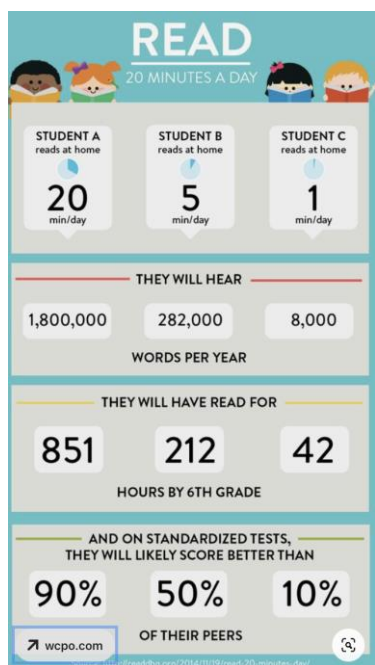 READ
20 MINUTES A DAY
STUDENT A
reads at home
20
min/day
STUDENT B
reads at home
5
min/day
STUDENT C
reads at home
1
min/day
THEY WILL HEAR
1,800,000 282,000 8,000
WORDS PER YEAR
THEY WILL HAVE READ FOR
851 212 42
HOURS BY 6TH GRADE
AND ON STANDARDIZED TESTS,
THEY WILL LIKELY SCORE BETTER THAN
90% 50% 10%
OF THEIR PEERS
wcpo.com